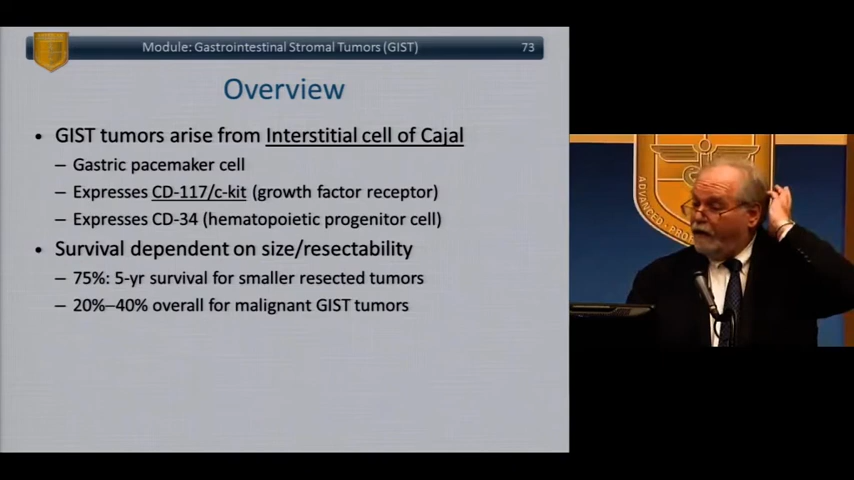 Module: Gastrointestinal Stromal Tumors (GIST)
73
Overview
• GIST tumors arise from Interstitial cell of Cajal
– Gastric pacemaker cell
– Expresses CD-117/c-kit (growth factor receptor)
– Expresses CD-34 (hematopoietic progenitor cell)
• Survival dependent on size/resectability
– 75%: 5-yr survival for smaller resected tumors
– 20%–40% overall for malignant GIST tumors